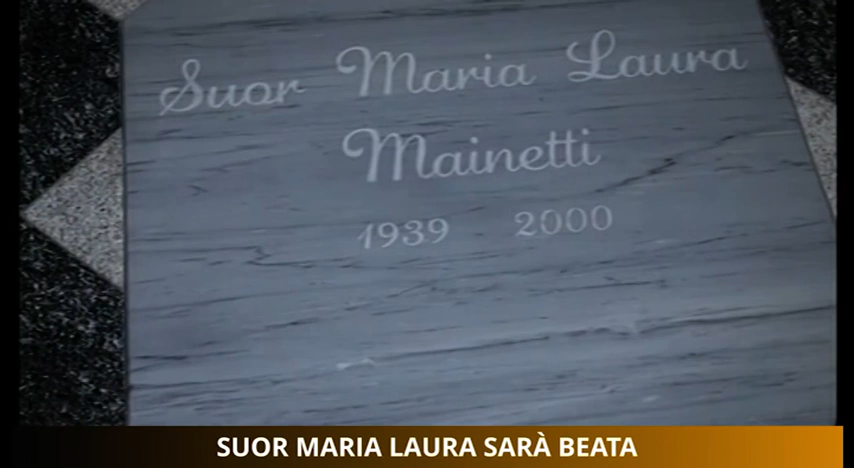 Suor Maria Laura
Mainetti
1939 2000
SUOR MARIA LAURA SARÀ BEATA